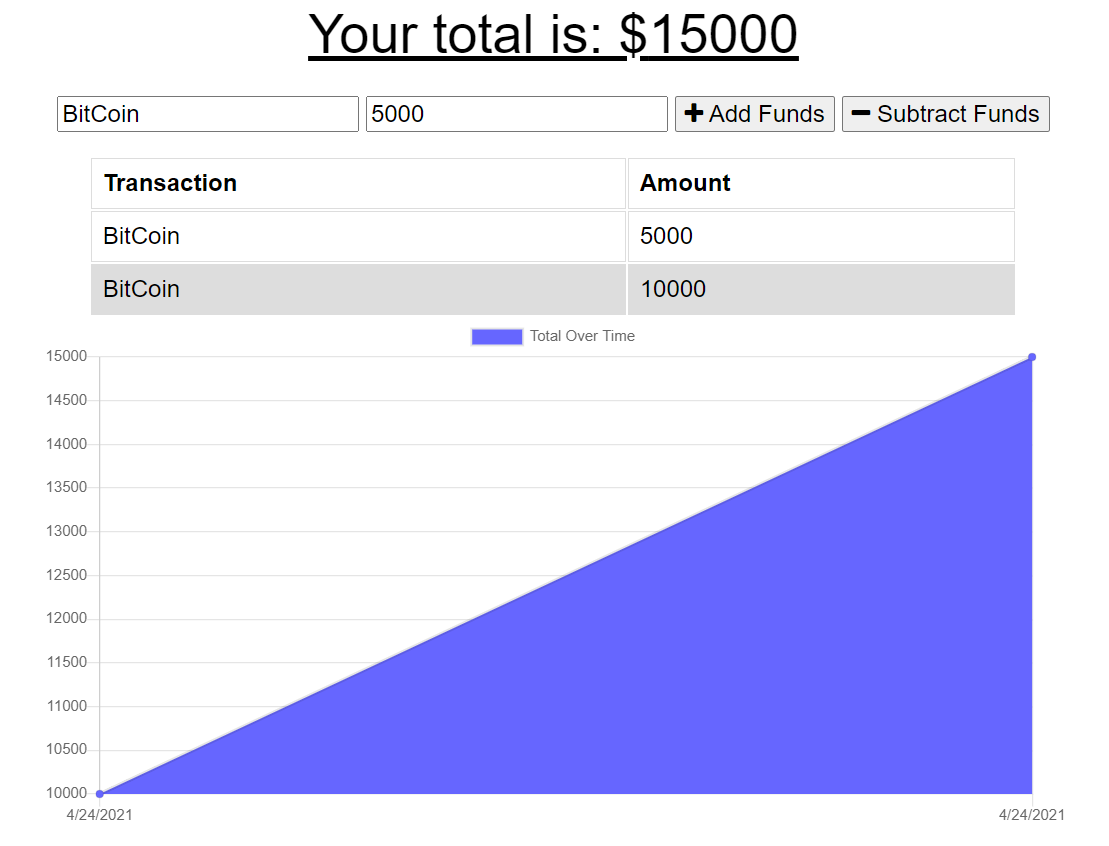 Your total is: $15000
BitCoin 5000 Add Funds Subtract Funds
Transaction Amount
BitCoin 5000
BitCoin 10000
Total Over Time
15000
14500
14000
13500
13000
12500
12000
11500
11000
10500
10000
4/24/2021 4/24/2021